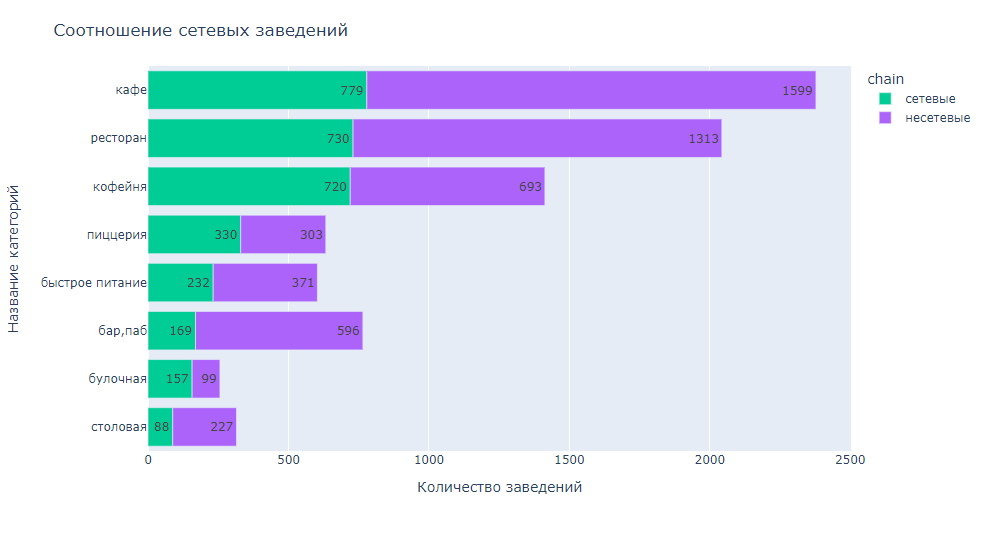 Соотношение сетевых заведений
chain
сетевые
несетевые
Название категорий
кафе 779 1599
ресторан 730 1313
кофейня 720 693
пиццерия 330 303
быстрое питание 232 371
бар,паб 169 596
булочная 157 99
столовая 88 227
0 500 1000 1500 2000 2500
Количество заведений